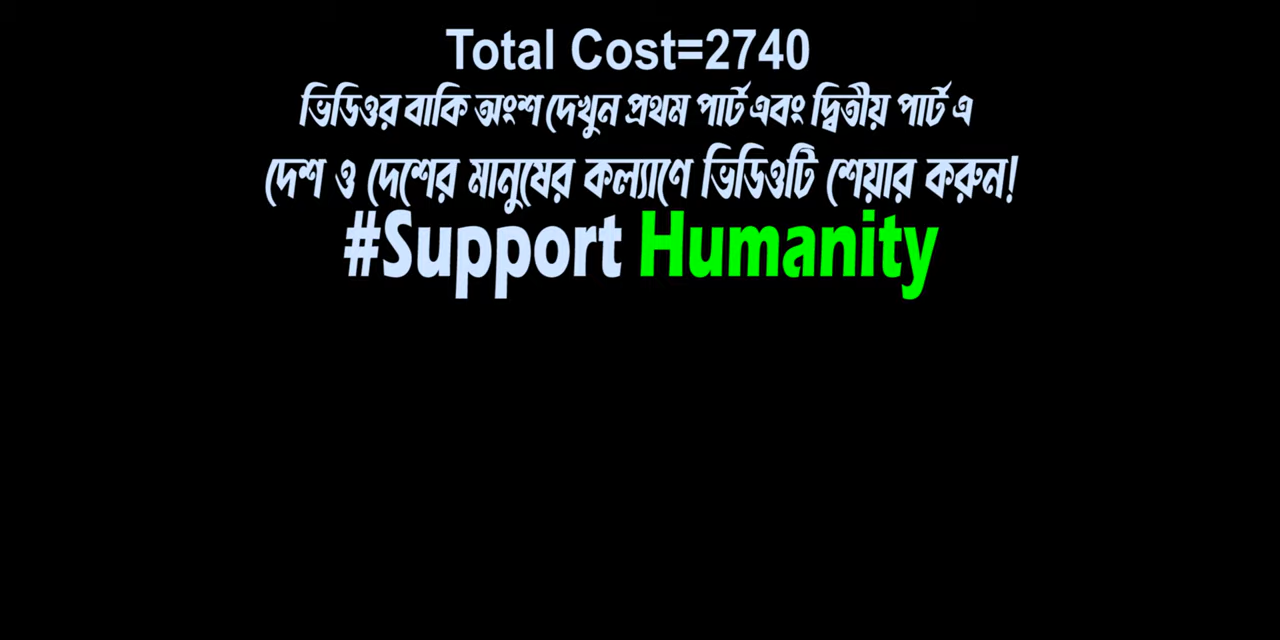 Total Cost=2740
ভিডিওর বাকি অংশ দেখুন প্রথম পার্ট এবং দ্বিতীয় পার্ট এ
দেশ ও দেশের মানুষের কল্যাণে ভিডিওটি শেয়ার করুন!
#Support Humanity